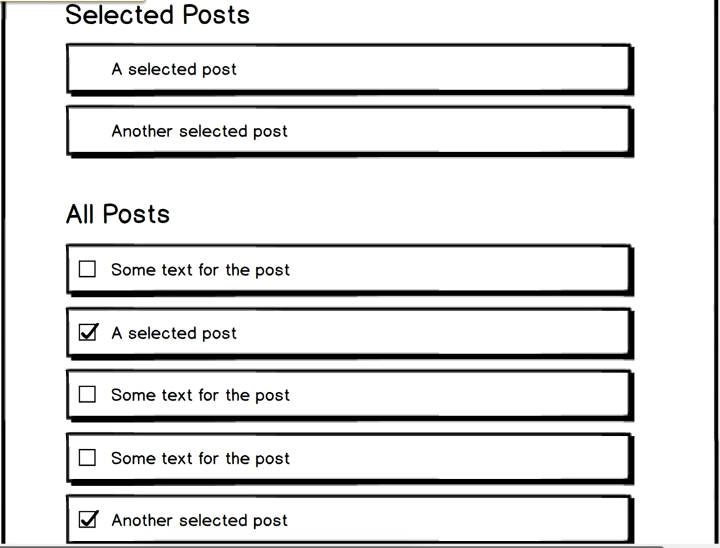 Selected Posts
A selected post
Another selected post
All Posts
Some text for the post
A selected post
Some text for the post
Some text for the post
Another selected post